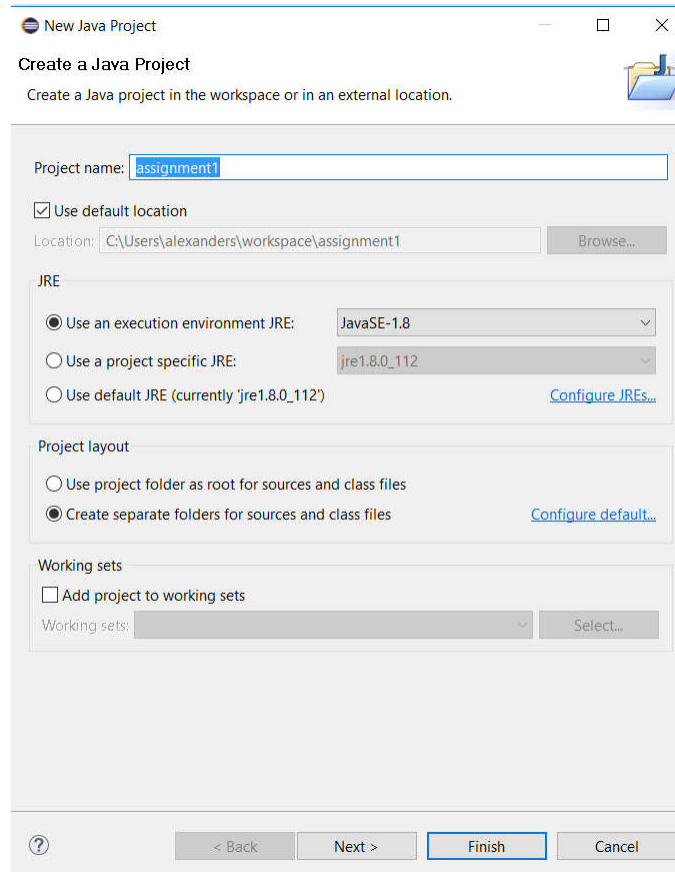 New Java Project
Create a Java Project
Create a Java project in the workspace or in an external location.
Project name: assignment1
Use default location
Location: C:\Users\alexanders\workspace\assignment1 Browse...
JRE
Use an execution environment JRE: JavaSE-1.8
Use a project specific JRE: jre1.8.0_112
Use default JRE (currently 'jre1.8.0_112') Configure JREs...
Project layout
Use project folder as root for sources and class files
Create separate folders for sources and class files Configure default...
Working sets
Add project to working sets
Working sets: Select...
? < Back Next > Finish Cancel